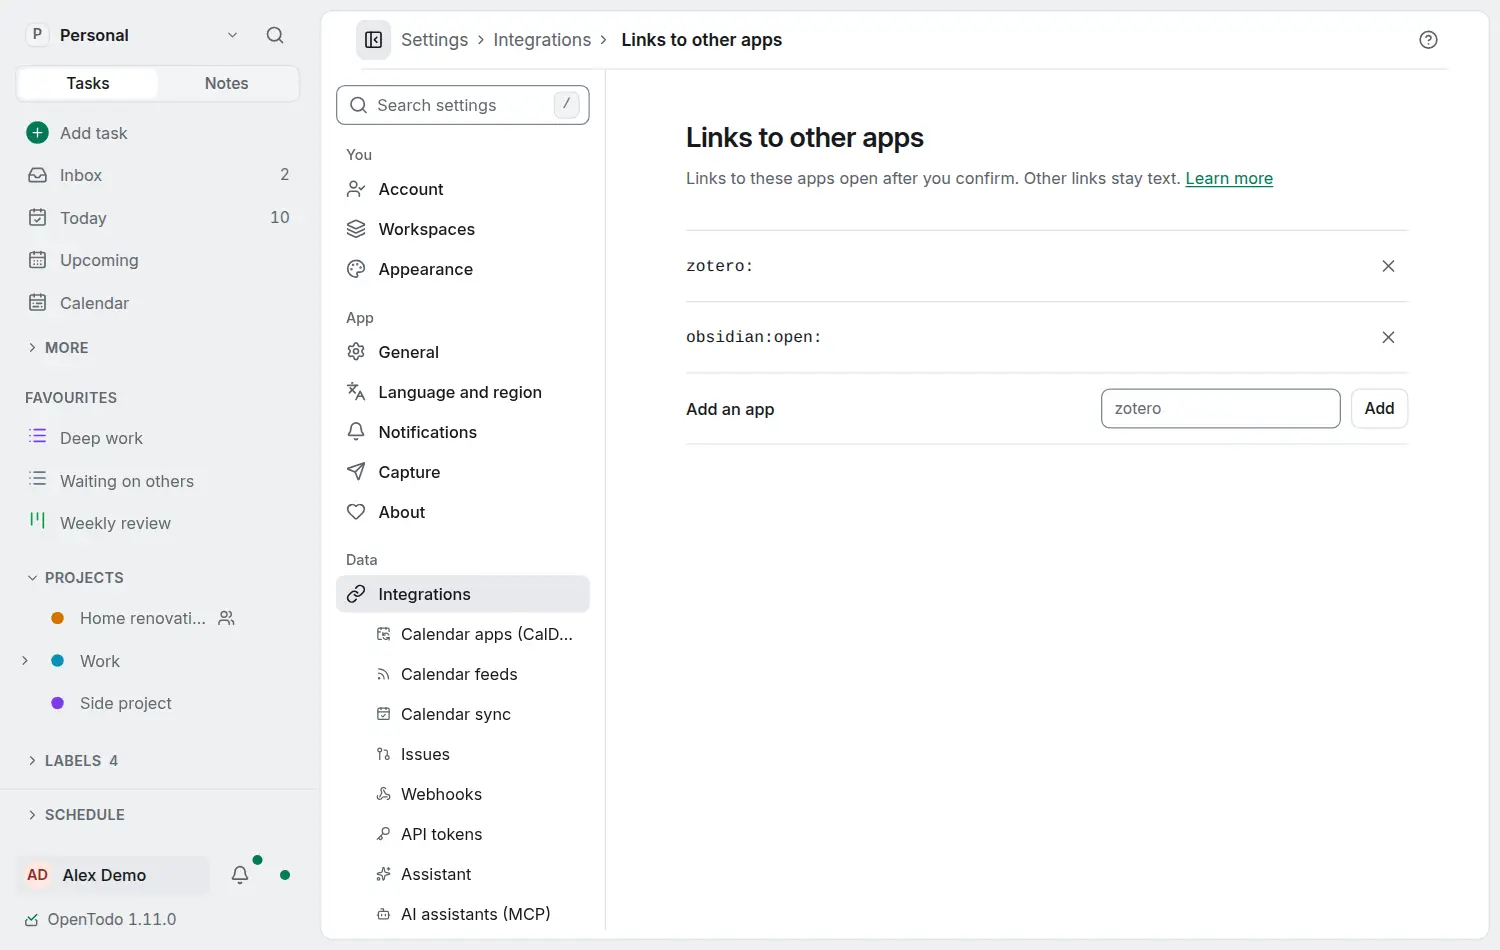 P Personal
Tasks Notes
Add task
Inbox 2
Today 10
Upcoming
Calendar
MORE
FAVOURITES
Deep work
Waiting on others
Weekly review
PROJECTS
Home renovati...
Work
Side project
LABELS 4
SCHEDULE
AD Alex Demo
OpenTodo 1.11.0
Settings > Integrations > Links to other apps
Search settings /
You
Account
Workspaces
Appearance
App
General
Language and region
Notifications
Capture
About
Data
Integrations
Calendar apps (CalD...
Calendar feeds
Calendar sync
Issues
Webhooks
API tokens
Assistant
AI assistants (MCP)
Links to other apps
Links to these apps open after you confirm. Other links stay text. Learn more
zotero:
obsidian:open:
Add an app zotero Add